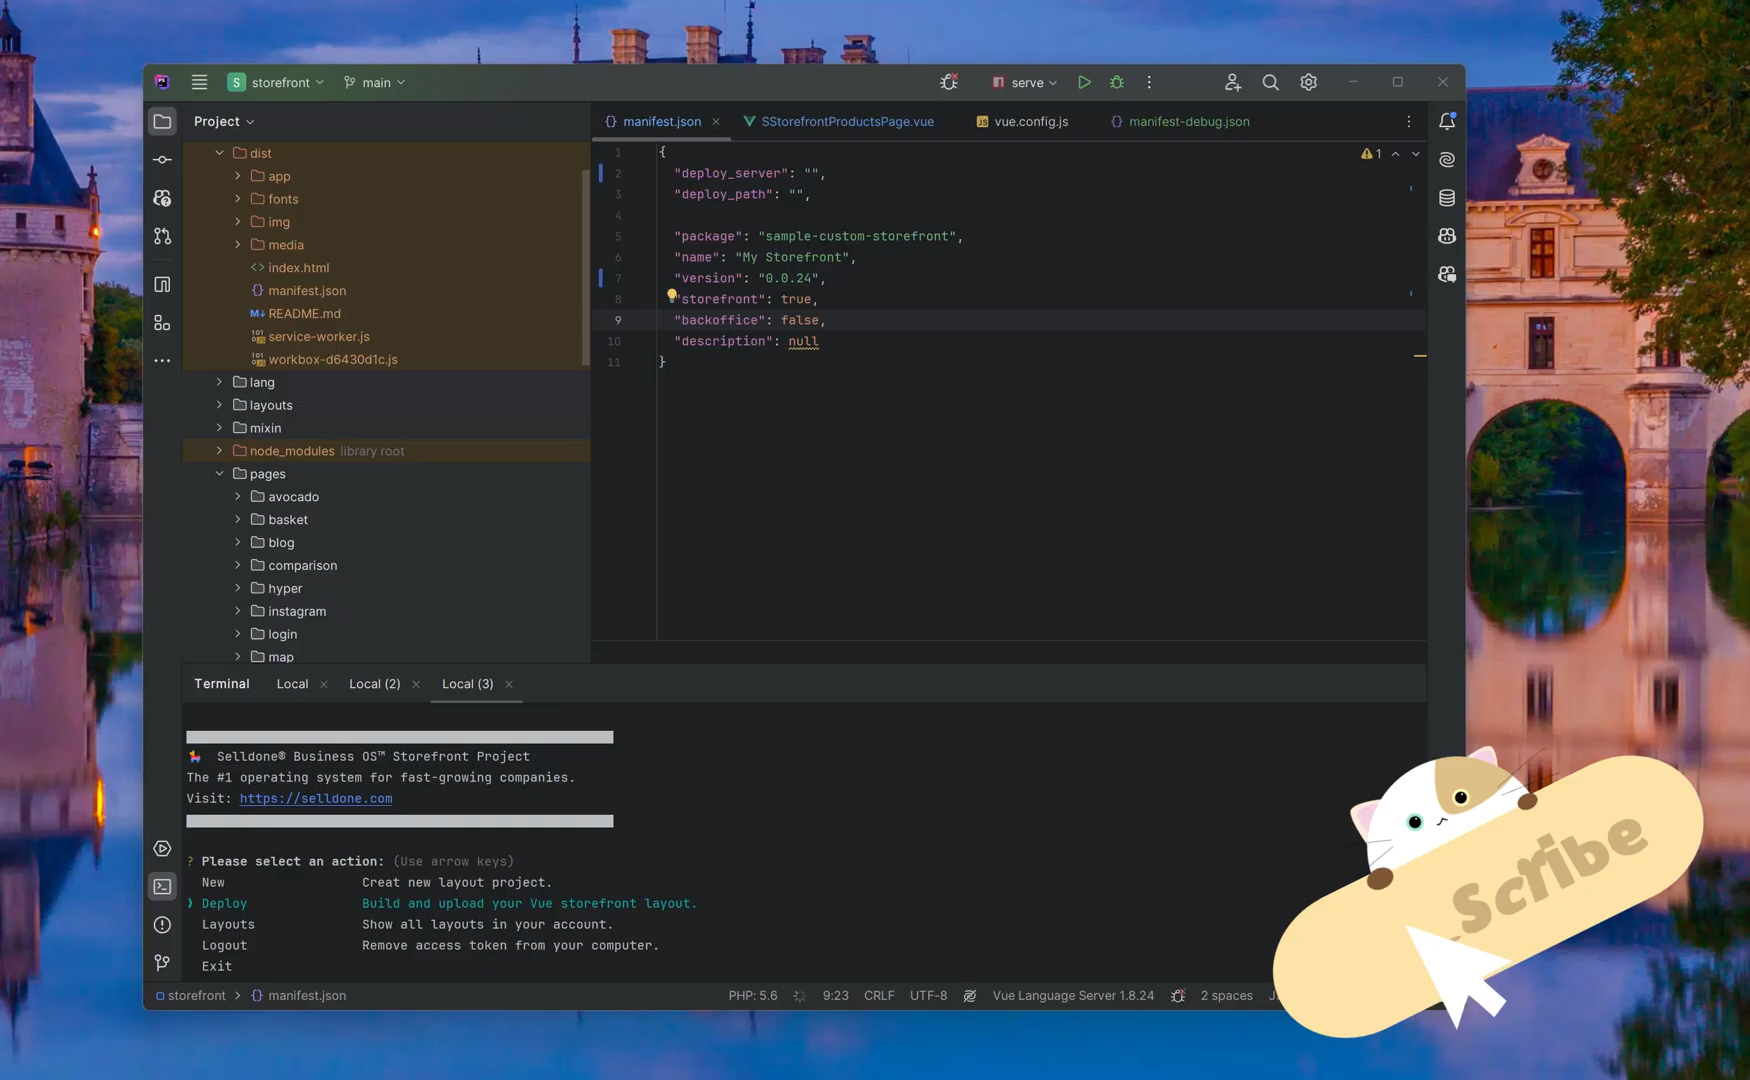 storefront
main
serve
Project
manifest.json
SStorefrontProductsPage.vue
vue.config.js
manifest-debug.json
dist
app
fonts
img
media
index.html
manifest.json
README.md
service-worker.js
workbox-d6430d1c.js
lang
layouts
mixin
node_modules library root
pages
avocado
basket
blog
comparison
hyper
instagram
login
map
1 {
2 "deploy_server": "",
3 "deploy_path": "",
4
5 "package": "sample-custom-storefront",
6 "name": "My Storefront",
7 "version": "0.0.24",
8 "storefront": true,
9 "backoffice": false,
10 "description": null
11 }
1
Terminal Local Local (2) Local (3)
Selldone® Business OS™ Storefront Project
The #1 operating system for fast-growing companies.
Visit: https://selldone.com
? Please select an action: (Use arrow keys)
New Creat new layout project.
❯ Deploy Build and upload your Vue storefront layout.
Layouts Show all layouts in your account.
Logout Remove access token from your computer.
Exit
storefront > manifest.json
PHP: 5.6 9:23 CRLF UTF-8 Vue Language Server 1.8.24 2 spaces